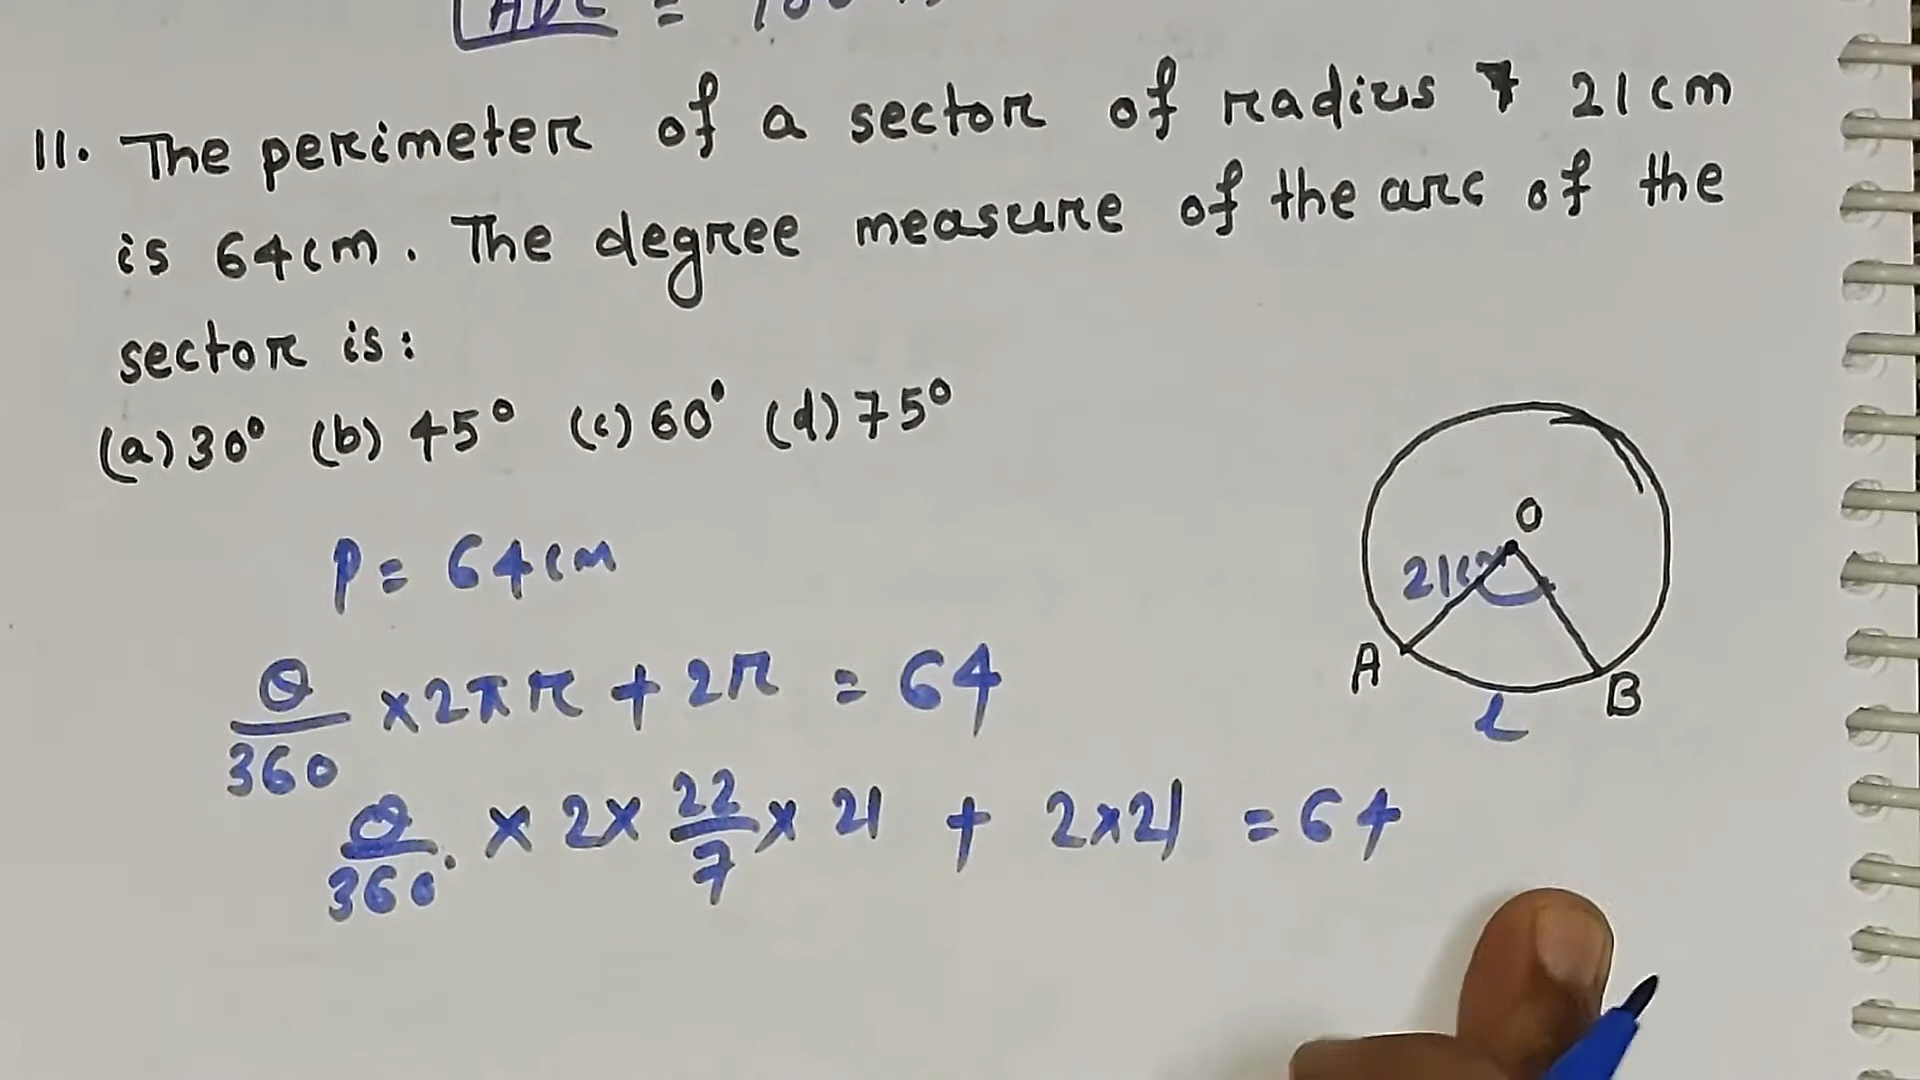 ADC =
11. The perimeter of a sector of radius 21cm
is 64cm. The degree measure of the arc of the
sector is:
(a) 30° (b) 45° (c) 60° (d) 75°
P = 64cm
θ/360 × 2πr + 2r = 64
θ/360 × 2 × 22/7 × 21 + 2×21 = 64
O
21cm
A
B
l